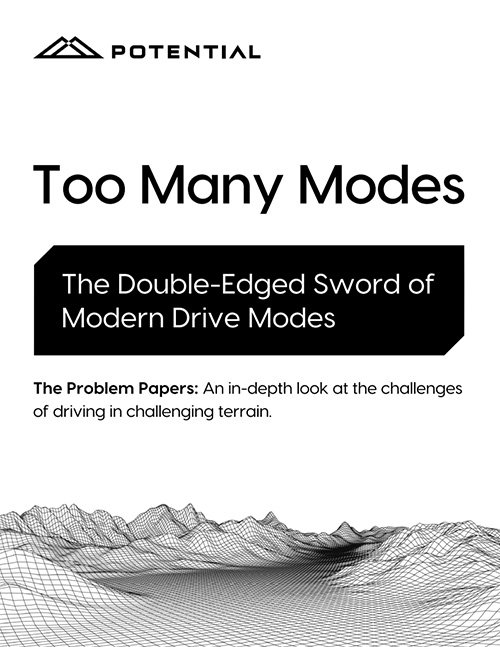 POTENTIAL
Too Many Modes
The Double-Edged Sword of
Modern Drive Modes
The Problem Papers: An in-depth look at the challenges
of driving in challenging terrain.